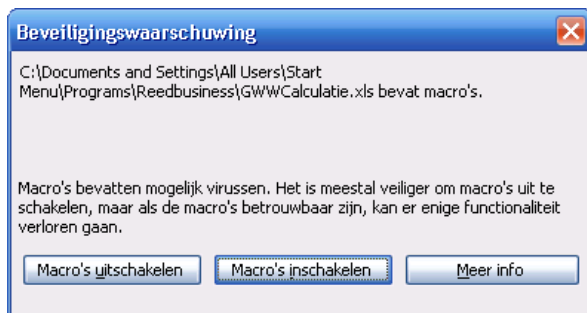 Beveiligingswaarschuwing
C:\Documents and Settings\All Users\Start
Menu\Programs\Reedbusiness\GWWCalculatie.xls bevat macro's.
Macro's bevatten mogelijk virussen. Het is meestal veiliger om macro's uit te
schakelen, maar als de macro's betrouwbaar zijn, kan er enige functionaliteit
verloren gaan.
Macro's uitschakelen
Macro's inschakelen
Meer info